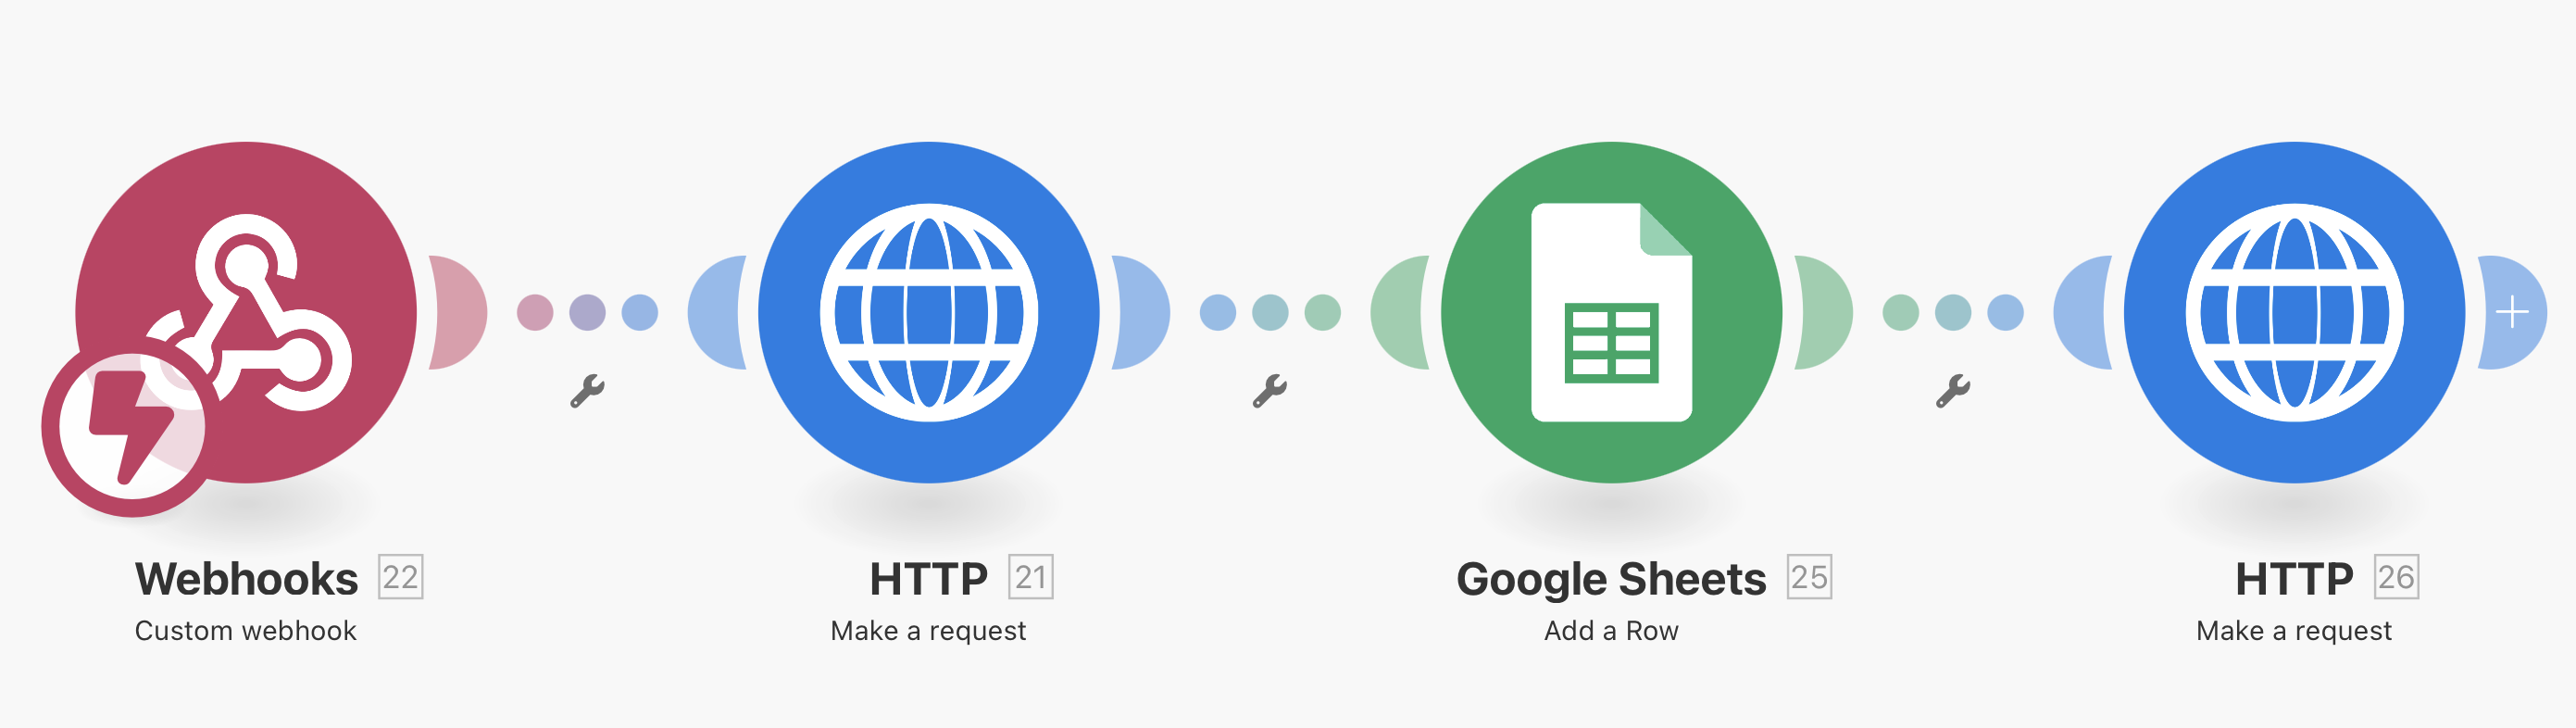 Webhooks 22
Custom webhook
HTTP 21
Make a request
Google Sheets 25
Add a Row
HTTP 26
Make a request